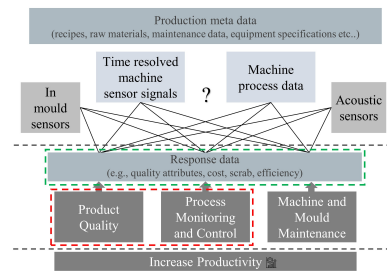 Production meta data
(recipes, raw materials, maintenance data, equipment specifications etc..)
Time resolved
machine
sensor signals
?
Machine
process data
In
mould
sensors
Acoustic
sensors
Response data
(e.g., quality attributes, cost, scrab, efficiency)
Product
Quality
Process
Monitoring
and Control
Machine and
Mould
Maintenance
Increase Productivity